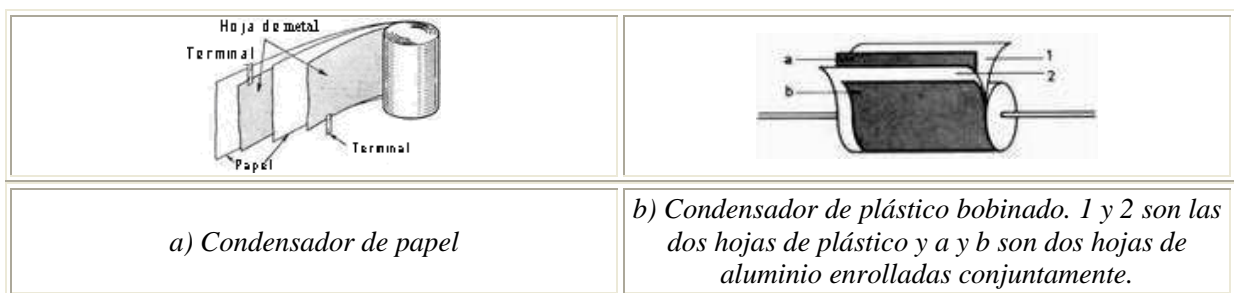 Hoja de metal
Terminal
Terminal
Papel
a
b
1
2
a) Condensador de papel
b) Condensador de plástico bobinado. 1 y 2 son las
dos hojas de plástico y a y b son dos hojas de
aluminio enrolladas conjuntamente.